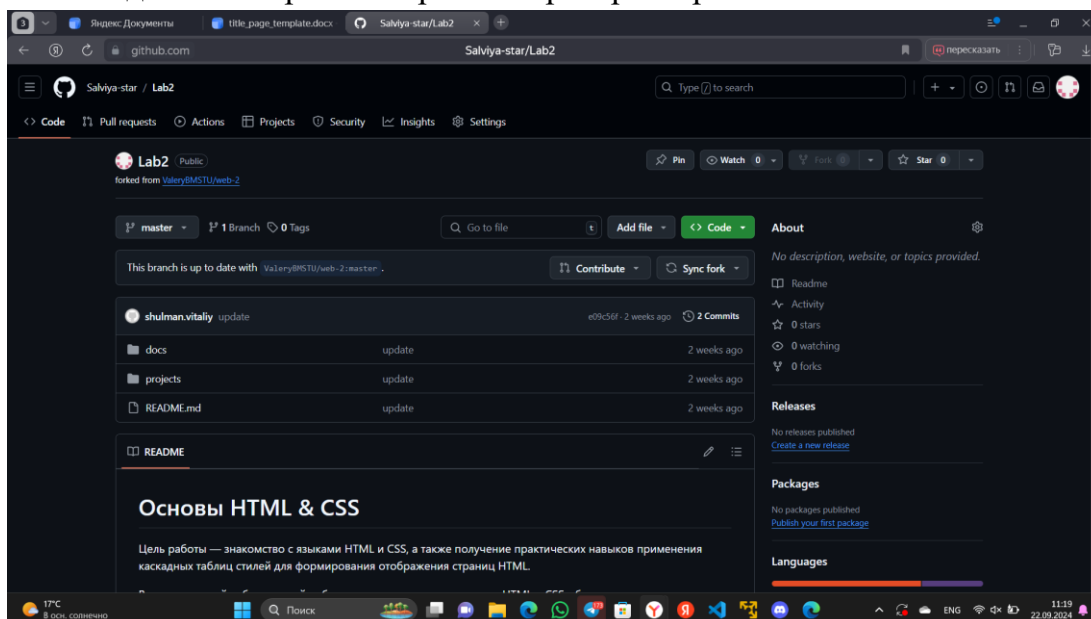 3
Яндекс Документы
title_page_template.docx
Salviya-star/Lab2
github.com
Salviya-star/Lab2
пересказать
Salviya-star / Lab2
Type / to search
Code
Pull requests
Actions
Projects
Security
Insights
Settings
Lab2 Public
Pin
Watch 0
Fork 0
Star 0
forked from ValeryBMSTU/web-2
master
1 Branch
0 Tags
Go to file
t
Add file
Code
This branch is up to date with ValeryBMSTU/web-2:master .
Contribute
Sync fork
shulman.vitaliy update
e09c56f · 2 weeks ago
2 Commits
docs
update
2 weeks ago
projects
update
2 weeks ago
README.md
update
2 weeks ago
README
Основы HTML & CSS
Цель работы — знакомство с языками HTML и CSS, а также получение практических навыков применения
каскадных таблиц стилей для формирования отображения страниц HTML.
About
No description, website, or topics provided.
Readme
Activity
0 stars
0 watching
0 forks
Releases
No releases published
Create a new release
Packages
No packages published
Publish your first package
Languages
17°C
В осн. солнечно
Поиск
ENG
11:19
22.09.2024